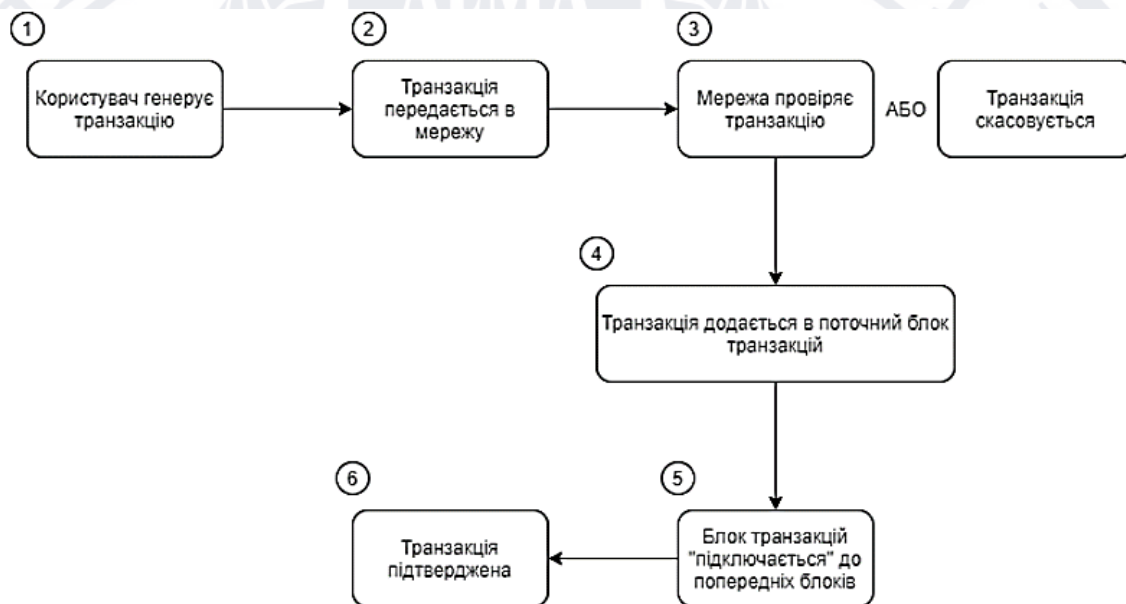 1
2
3
Користувач генерує
транзакцію
Транзакція
передається в
мережу
Мережа провіряє
транзакцію
АБО
Транзакція
скасовується
4
Транзакція додається в поточний блок
транзакцій
6
5
Транзакція
підтверджена
Блок транзакцій
"підключається" до
попередніх блоків